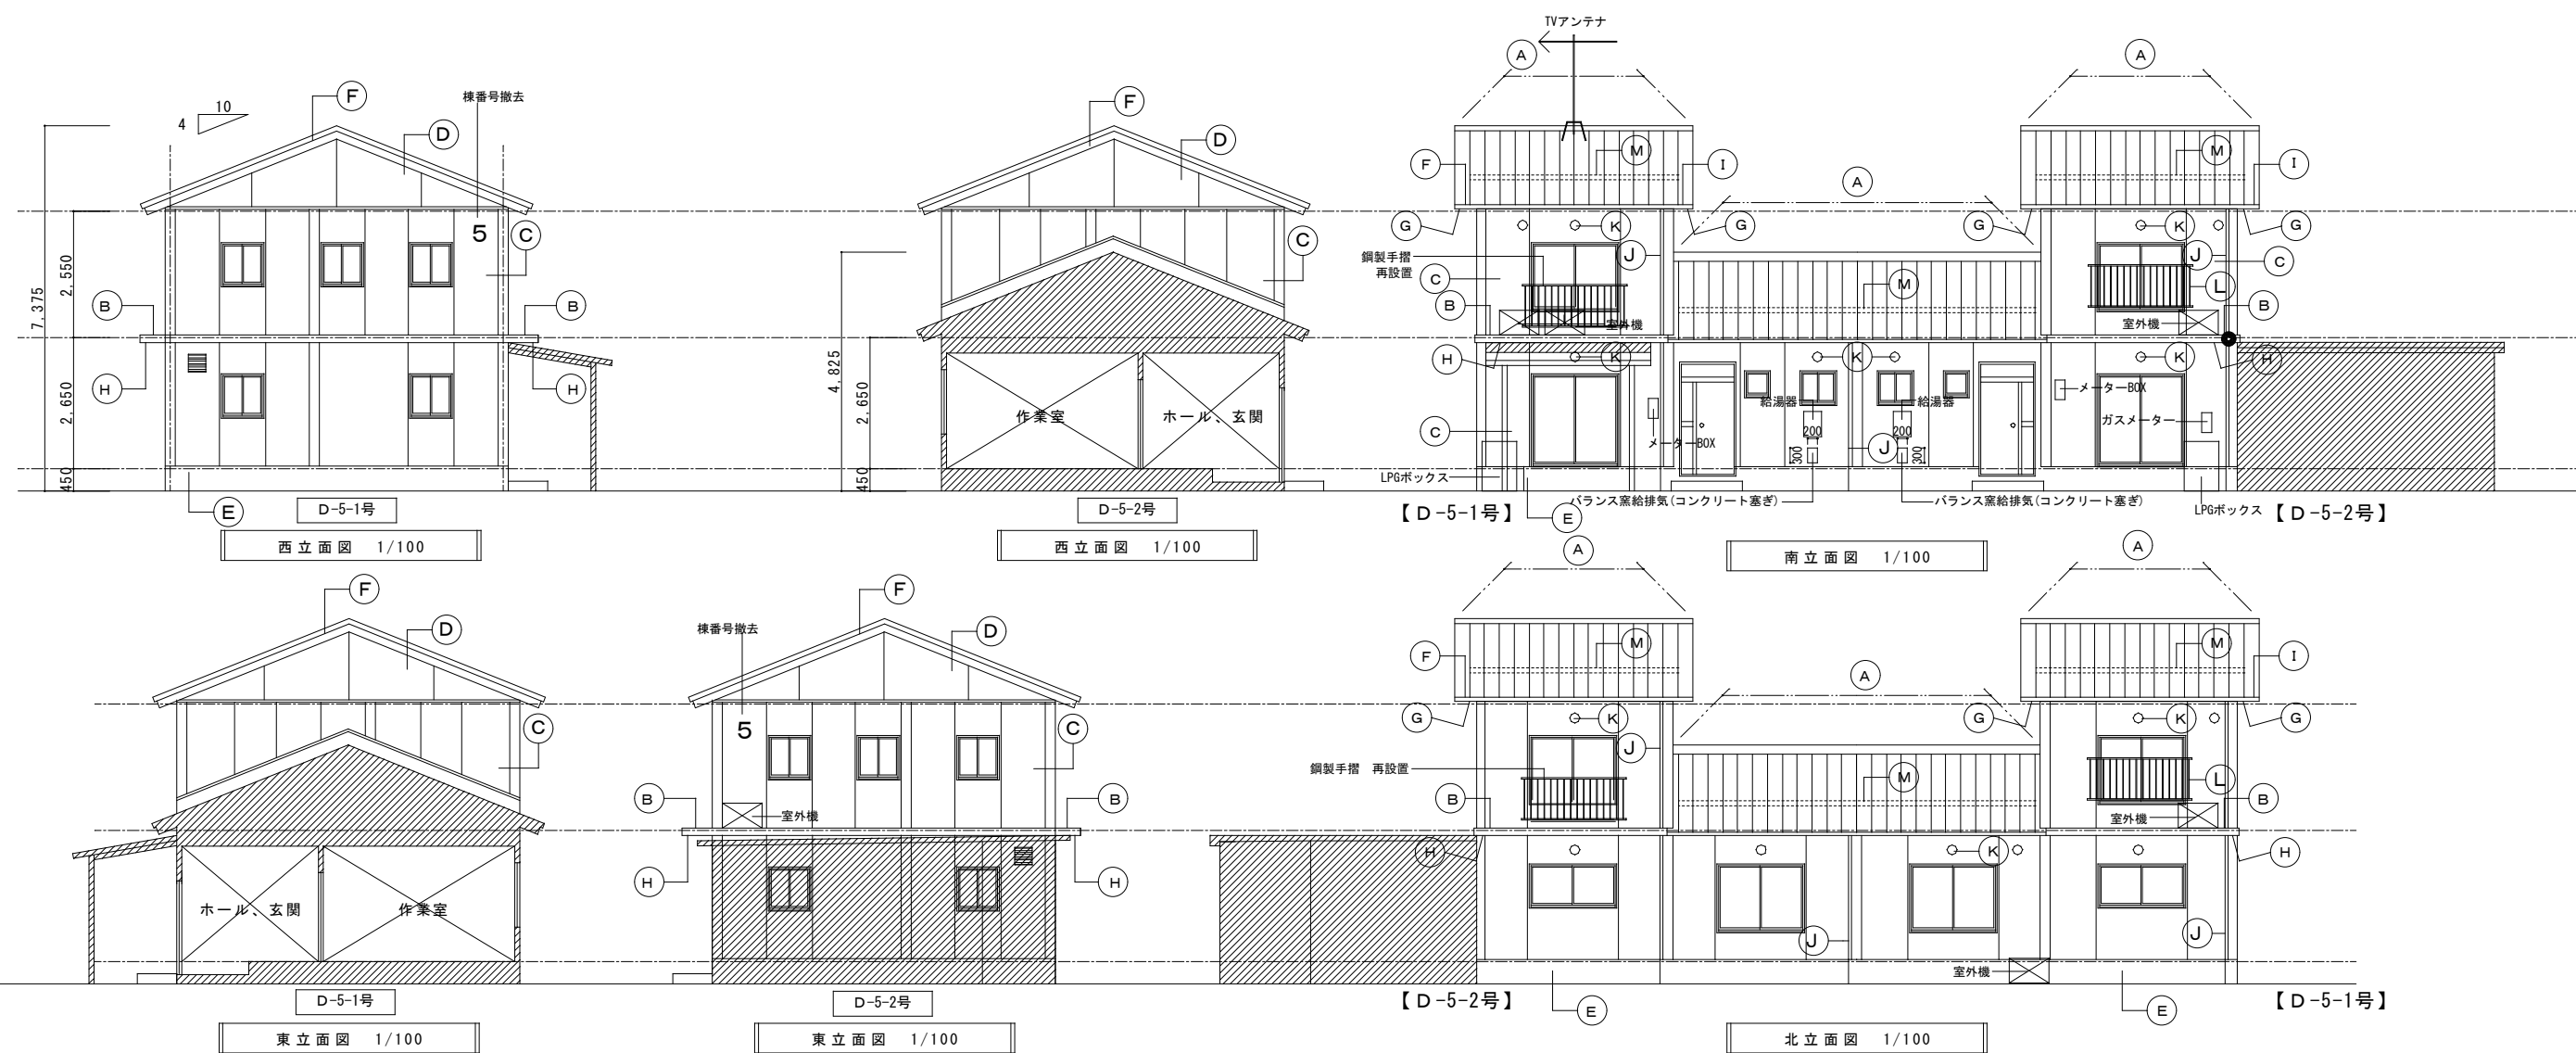 TVアンテナ
A
A
10
4
F
棟番号撤去
D
F
D
F
M
I
M
I
A
5
C
C
G
K
G
G
K
G
J
J
C
鋼製手摺
再設置
C
M
L
7,375
2,550
B
B
B
室外機
室外機
B
4,825
H
H
H
K
K
K
H
2,650
2,650
作業室
ホール、玄関
給湯器
給湯器
メーターBOX
ガスメーター
C
メーターBOX
200
200
J
300
300
450
450
LPGボックス
バランス窯給排気(コンクリート塞ぎ)
バランス窯給排気(コンクリート塞ぎ)
LPGボックス
E
D-5-1号
D-5-2号
【D-5-1号】
E
【D-5-2号】
西立面図 1/100
西立面図 1/100
南立面図 1/100
A
A
F
F
棟番号撤去
D
D
F
M
M
I
A
5
C
C
G
K
G
K
G
J
鋼製手摺 再設置
M
L
B
B
B
B
室外機
室外機
H
H
H
K
H
ホール、玄関
作業室
J
J
室外機
D-5-1号
D-5-2号
【D-5-2号】
E
E
【D-5-1号】
東立面図 1/100
東立面図 1/100
北立面図 1/100